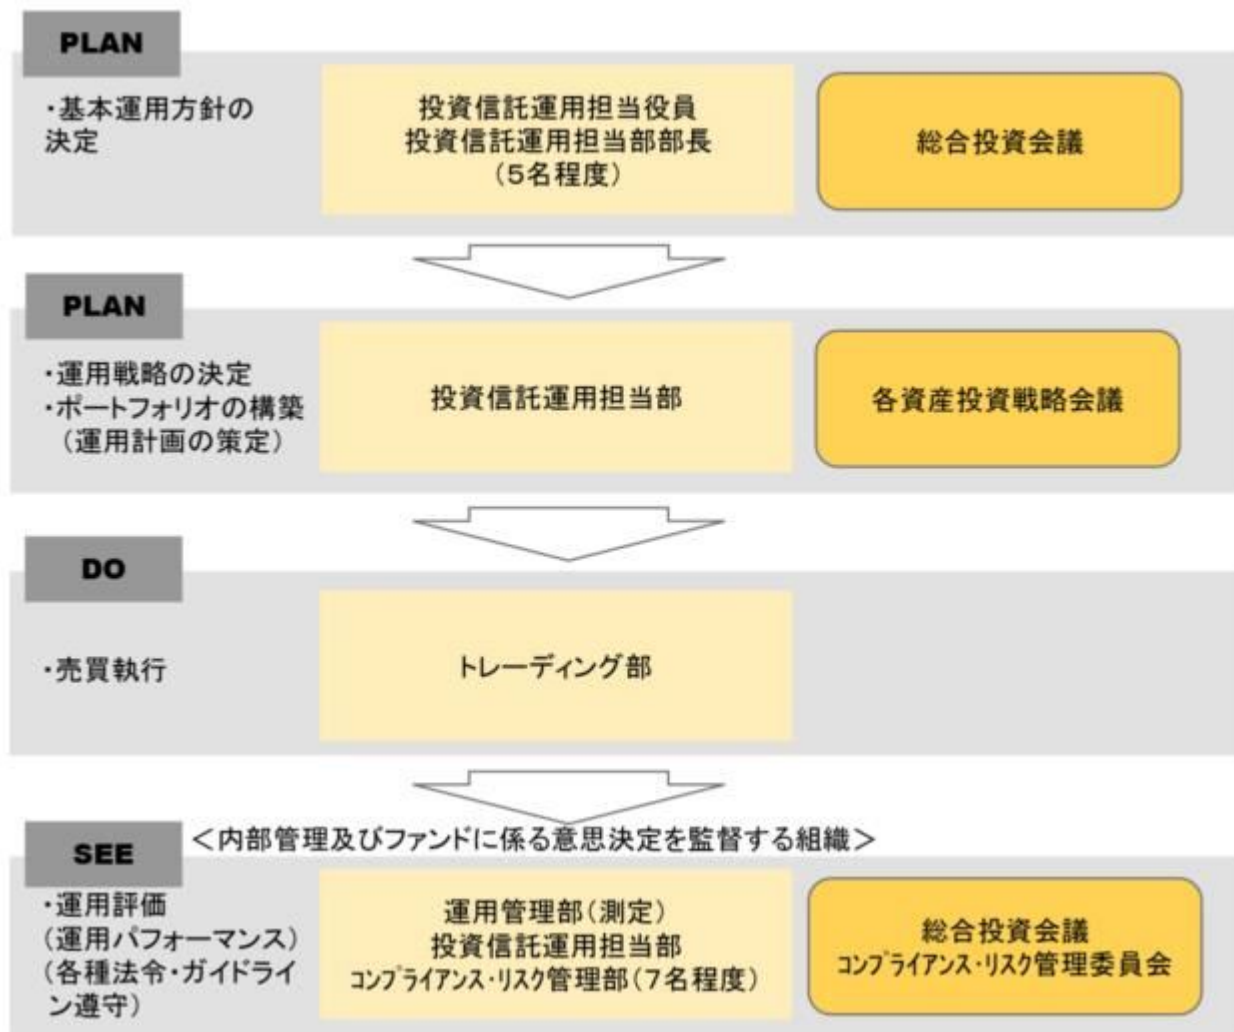 PLAN
・基本運用方針の
決定
投資信託運用担当役員
投資信託運用担当部部長
(5名程度)
総合投資会議
PLAN
・運用戦略の決定
・ポートフォリオの構築
(運用計画の策定)
投資信託運用担当部
各資産投資戦略会議
DO
・売買執行
トレーディング部
SEE
＜内部管理及びファンドに係る意思決定を監督する組織＞
・運用評価
(運用パフォーマンス)
(各種法令・ガイドライ
ン遵守)
運用管理部(測定)
投資信託運用担当部
ｺﾝﾌﾟﾗｲｱﾝｽ・ﾘｽｸ管理部(7名程度)
総合投資会議
ｺﾝﾌﾟﾗｲｱﾝｽ・ﾘｽｸ管理委員会